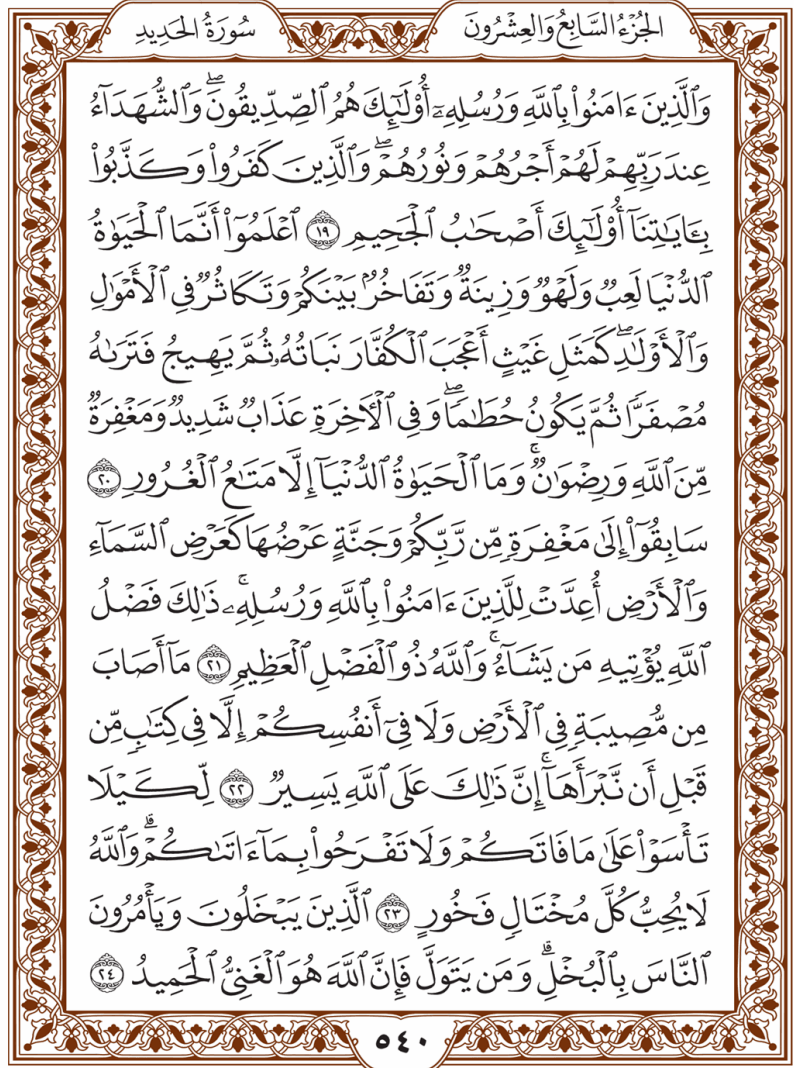 سُورَةُ الحَدِيدِ الجُزْءُ السَّابِعُ وَالعِشْرُونَ
وَٱلَّذِينَ ءَامَنُوا۟ بِٱللَّهِ وَرُسُلِهِۦٓ أُو۟لَٰٓئِكَ هُمُ ٱلصِّدِّيقُونَ ۖ وَٱلشُّهَدَآءُ
عِندَ رَبِّهِمْ لَهُمْ أَجْرُهُمْ وَنُورُهُمْ ۖ وَٱلَّذِينَ كَفَرُوا۟ وَكَذَّبُوا۟
بِـَٔايَٰتِنَآ أُو۟لَٰٓئِكَ أَصْحَٰبُ ٱلْجَحِيمِ ١٩ ٱعْلَمُوٓا۟ أَنَّمَا ٱلْحَيَوٰةُ
ٱلدُّنْيَا لَعِبٌ وَلَهْوٌ وَزِينَةٌ وَتَفَاخُرٌۢ بَيْنَكُمْ وَتَكَاثُرٌ فِى ٱلْأَمْوَٰلِ
وَٱلْأَوْلَٰدِ ۖ كَمَثَلِ غَيْثٍ أَعْجَبَ ٱلْكُفَّارَ نَبَاتُهُۥ ثُمَّ يَهِيجُ فَتَرَىٰهُ
مُصْفَرًّا ثُمَّ يَكُونُ حُطَٰمًا ۖ وَفِى ٱلْـَٔاخِرَةِ عَذَابٌ شَدِيدٌ وَمَغْفِرَةٌ
مِّنَ ٱللَّهِ وَرِضْوَٰنٌ ۚ وَمَا ٱلْحَيَوٰةُ ٱلدُّنْيَآ إِلَّا مَتَٰعُ ٱلْغُرُورِ ٢٠
سَابِقُوٓا۟ إِلَىٰ مَغْفِرَةٍ مِّن رَّبِّكُمْ وَجَنَّةٍ عَرْضُهَا كَعَرْضِ ٱلسَّمَآءِ
وَٱلْأَرْضِ أُعِدَّتْ لِلَّذِينَ ءَامَنُوا۟ بِٱللَّهِ وَرُسُلِهِۦ ۚ ذَٰلِكَ فَضْلُ
ٱللَّهِ يُؤْتِيهِ مَن يَشَآءُ ۚ وَٱللَّهُ ذُو ٱلْفَضْلِ ٱلْعَظِيمِ ٢١ مَآ أَصَابَ
مِن مُّصِيبَةٍ فِى ٱلْأَرْضِ وَلَا فِىٓ أَنفُسِكُمْ إِلَّا فِى كِتَٰبٍ مِّن
قَبْلِ أَن نَّبْرَأَهَآ ۚ إِنَّ ذَٰلِكَ عَلَى ٱللَّهِ يَسِيرٌ ٢٢ لِّكَيْلَا
تَأْسَوْا۟ عَلَىٰ مَا فَاتَكُمْ وَلَا تَفْرَحُوا۟ بِمَآ ءَاتَىٰكُمْ ۗ وَٱللَّهُ
لَا يُحِبُّ كُلَّ مُخْتَالٍ فَخُورٍ ٢٣ ٱلَّذِينَ يَبْخَلُونَ وَيَأْمُرُونَ
ٱلنَّاسَ بِٱلْبُخْلِ ۗ وَمَن يَتَوَلَّ فَإِنَّ ٱللَّهَ هُوَ ٱلْغَنِىُّ ٱلْحَمِيدُ ٢٤
٥٤٠